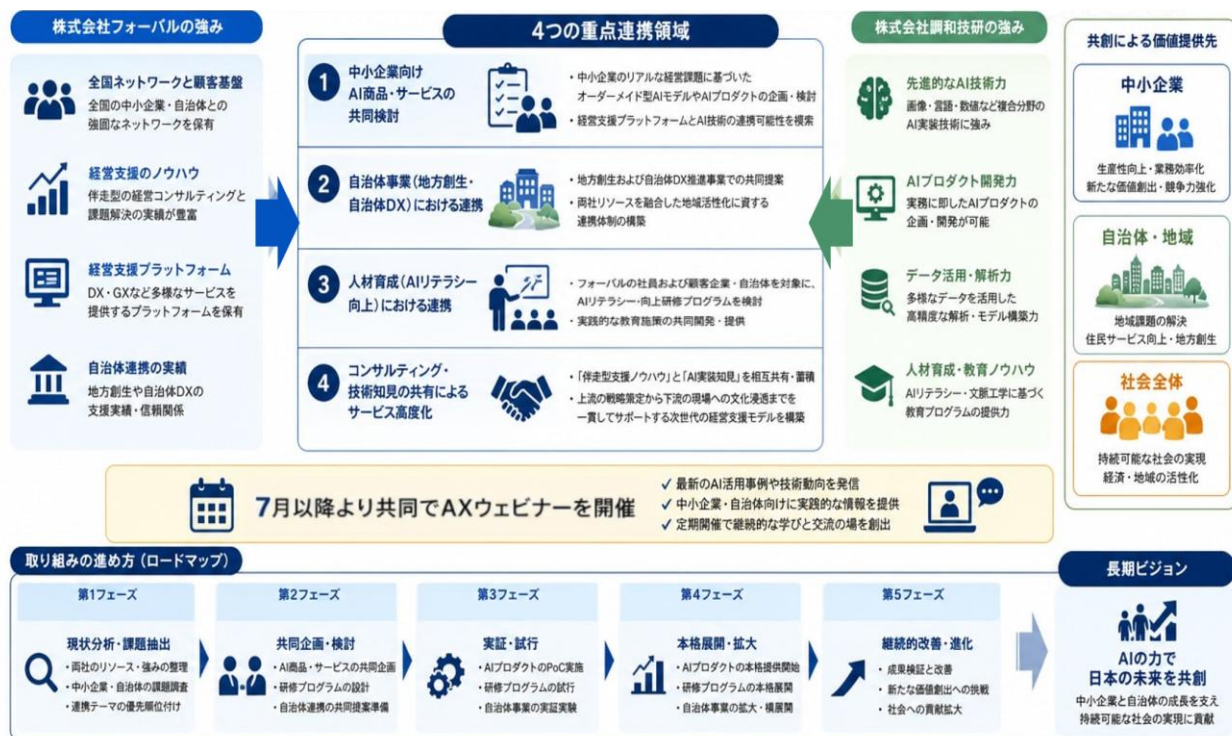 株式会社フォーバルの強み
全国ネットワークと顧客基盤
全国の中小企業・自治体との
強固なネットワークを保有
経営支援のノウハウ
伴走型の経営コンサルティングと
課題解決の実績が豊富
経営支援プラットフォーム
DX・GXなど多様なサービスを
提供するプラットフォームを保有
自治体連携の実績
地方創生や自治体DXの
支援実績・信頼関係
4つの重点連携領域
1
中小企業向け
AI商品・サービスの
共同検討
・中小企業のリアルな経営課題に基づいた
オーダーメイド型AIモデルやAIプロダクトの企画・検討
・経営支援プラットフォームとAI技術の連携可能性を模索
2
自治体事業(地方創生・
自治体DX)における連携
・地方創生および自治体DX推進事業での共同提案
・両社リソースを融合した地域活性化に資する
連携体制の構築
3
人材育成(AIリテラシー
向上)における連携
・フォーバルの社員および顧客企業・自治体を対象に、
AIリテラシー・向上研修プログラムを検討
・実践的な教育施策の共同開発・提供
4
コンサルティング・
技術知見の共有による
サービス高度化
・「伴走型支援ノウハウ」と「AI実装知見」を相互共有・蓄積
・上流の戦略策定から下流の現場への文化浸透までを
一貫してサポートする次世代の経営支援モデルを構築
株式会社調和技研の強み
先進的なAI技術力
画像・言語・数値など複合分野の
AI実装技術に強み
AIプロダクト開発力
実務に即したAIプロダクトの
企画・開発が可能
データ活用・解析力
多様なデータを活用した
高精度な解析・モデル構築力
人材育成・教育ノウハウ
AIリテラシー・文脈工学に基づく
教育プログラムの提供力
共創による価値提供先
中小企業
生産性向上・業務効率化
新たな価値創出・競争力強化
自治体・地域
地域課題の解決
住民サービス向上・地方創生
社会全体
持続可能な社会の実現
経済・地域の活性化
7月以降より共同でAXウェビナーを開催
✓ 最新のAI活用事例や技術動向を発信
✓ 中小企業・自治体向けに実践的な情報を提供
✓ 定期開催で継続的な学びと交流の場を創出
取り組みの進め方(ロードマップ)
第1フェーズ
現状分析・課題抽出
・両社のリソース・強みの整理
・中小企業・自治体の課題調査
・連携テーマの優先順位付け
第2フェーズ
共同企画・検討
・AI商品・サービスの共同企画
・研修プログラムの設計
・自治体連携の共同提案準備
第3フェーズ
実証・試行
・AIプロダクトのPoC実施
・研修プログラムの試行
・自治体事業の実証実験
第4フェーズ
本格展開・拡大
・AIプロダクトの本格提供開始
・研修プログラムの本格展開
・自治体事業の拡大・横展開
第5フェーズ
継続的改善・進化
・成果検証と改善
・新たな価値創出への挑戦
・社会への貢献拡大
長期ビジョン
AIの力で
日本の未来を共創
中小企業と自治体の成長を支え
持続可能な社会の実現に貢献